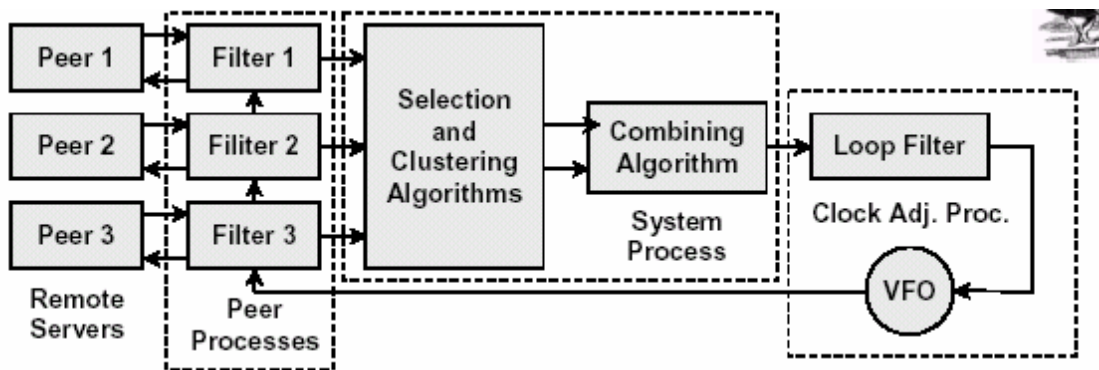 Peer 1
Filter 1
Peer 2
Filiter 2
Peer 3
Filter 3
Remote
Servers
Peer
Processes
Selection
and
Clustering
Algorithms
Combining
Algorithm
System
Process
Loop Filter
Clock Adj. Proc.
VFO